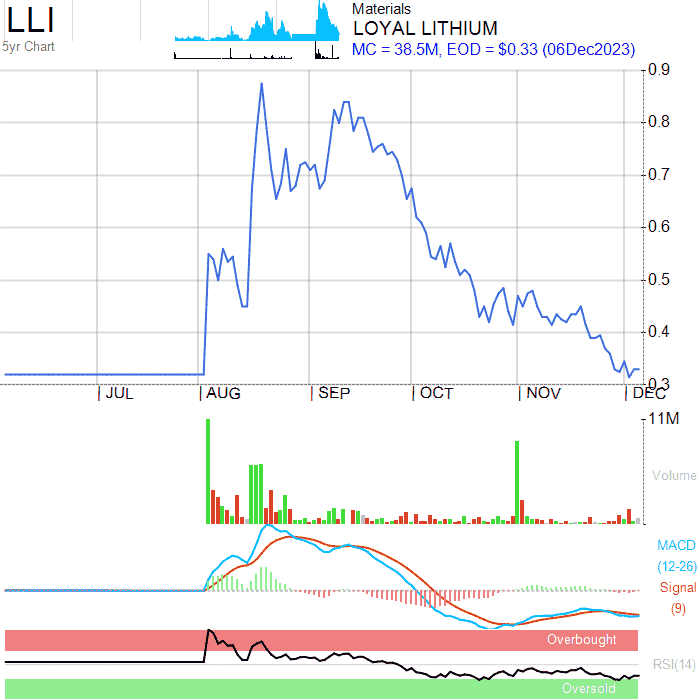 LLI
5yr Chart
Materials
LOYAL LITHIUM
MC = 38.5M, EOD = $0.33 (06Dec2023)
0.9
0.8
0.7
0.6
0.5
0.4
0.3
JUL
AUG
SEP
OCT
NOV
DEC
11M
Volume
MACD
(12-26)
Signal
(9)
Overbought
RSI(14)
Oversold